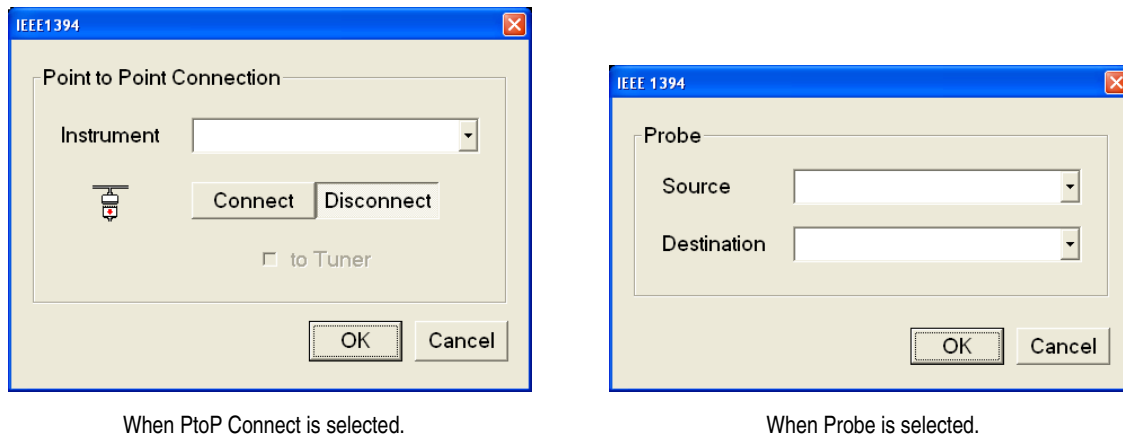 IEEE1394
Point to Point Connection
Instrument
Connect Disconnect
to Tuner
OK Cancel
When PtoP Connect is selected.
IEEE 1394
Probe
Source
Destination
OK Cancel
When Probe is selected.